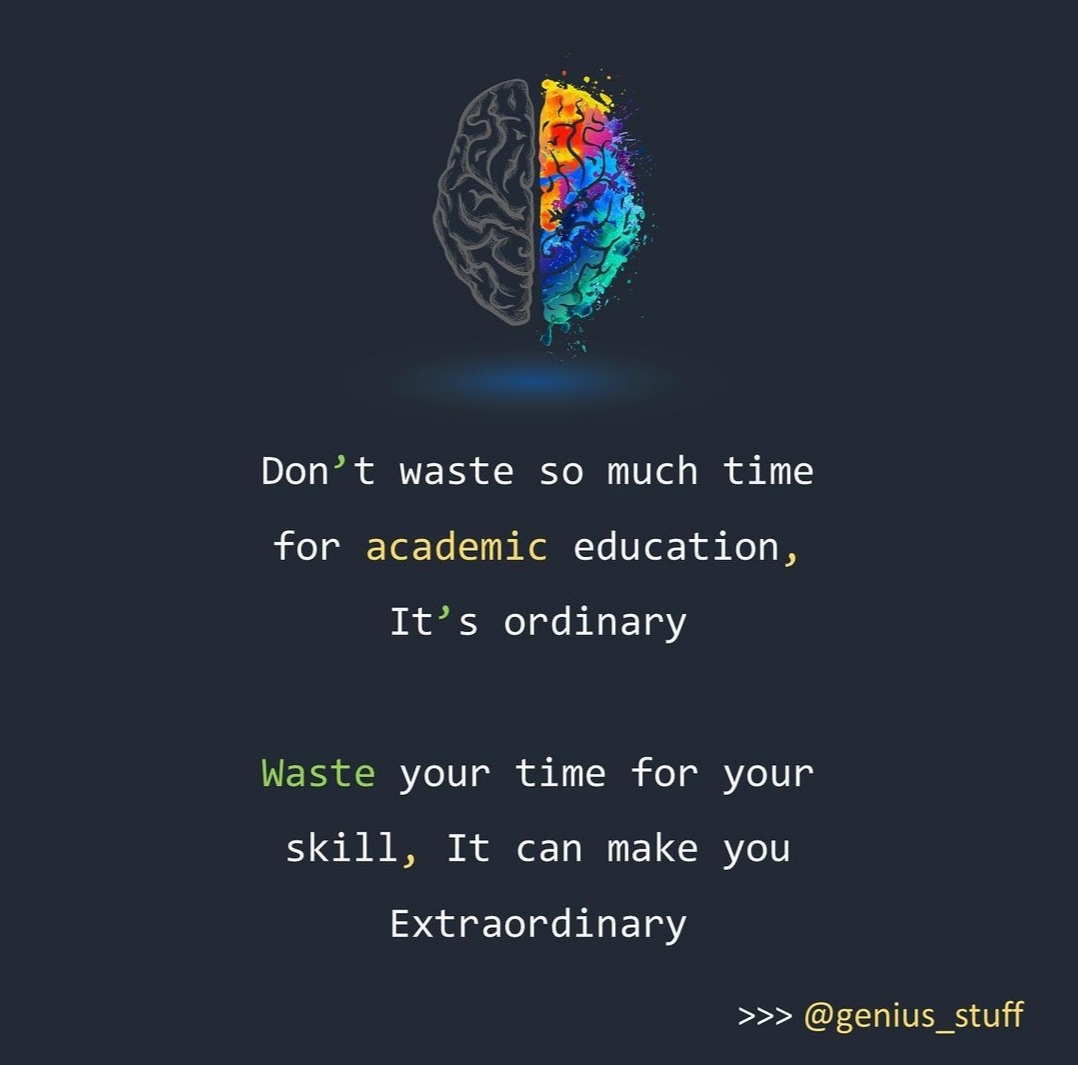 Don’t waste so much time
for academic education,
It’s ordinary
Waste your time for your
skill, It can make you
Extraordinary
>>> @genius_stuff